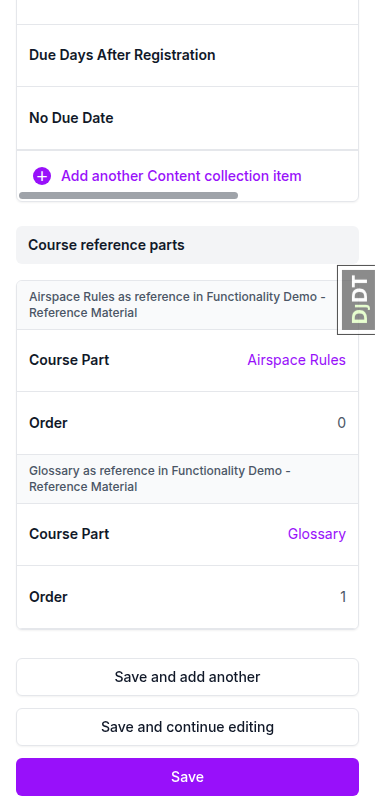 Due Days After Registration
No Due Date
Add another Content collection item
Course reference parts
DjDT
Airspace Rules as reference in Functionality Demo -
Reference Material
Course Part
Airspace Rules
Order
0
Glossary as reference in Functionality Demo -
Reference Material
Course Part
Glossary
Order
1
Save and add another
Save and continue editing
Save